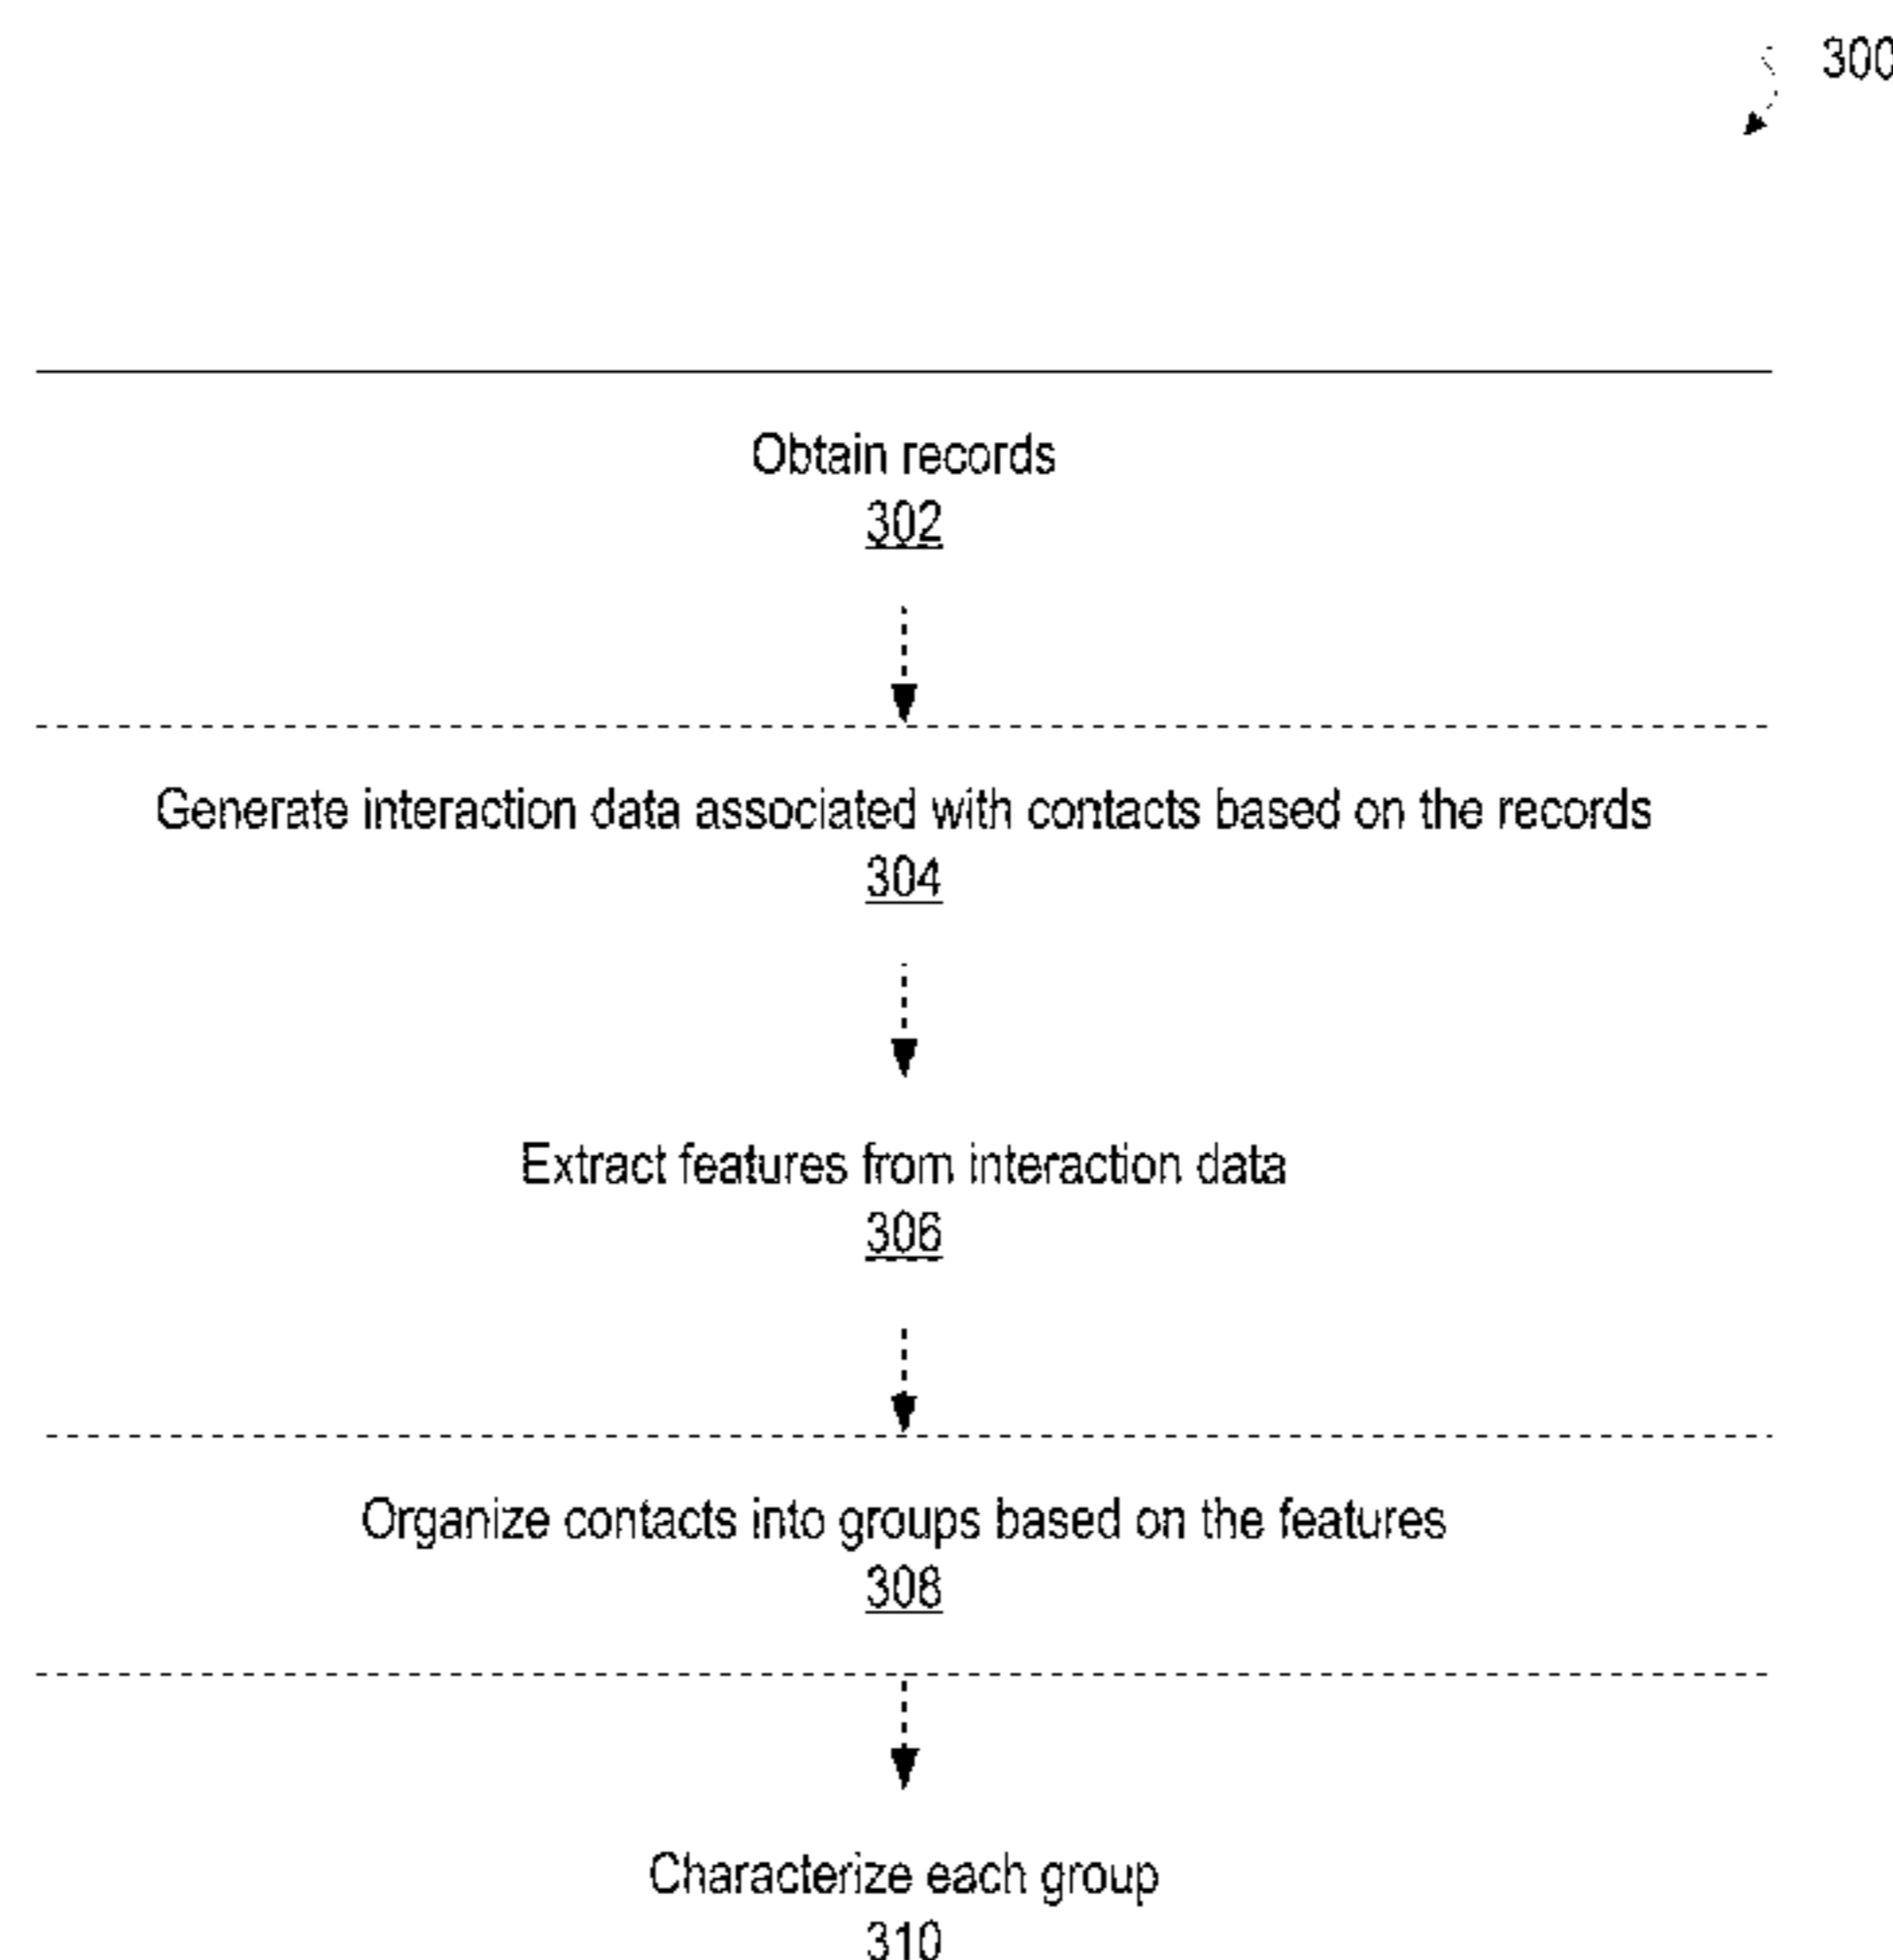 300
Obtain records
302
Generate interaction data associated with contacts based on the records
304
Extract features from interaction data
306
Organize contacts into groups based on the features
308
Characterize each group
310